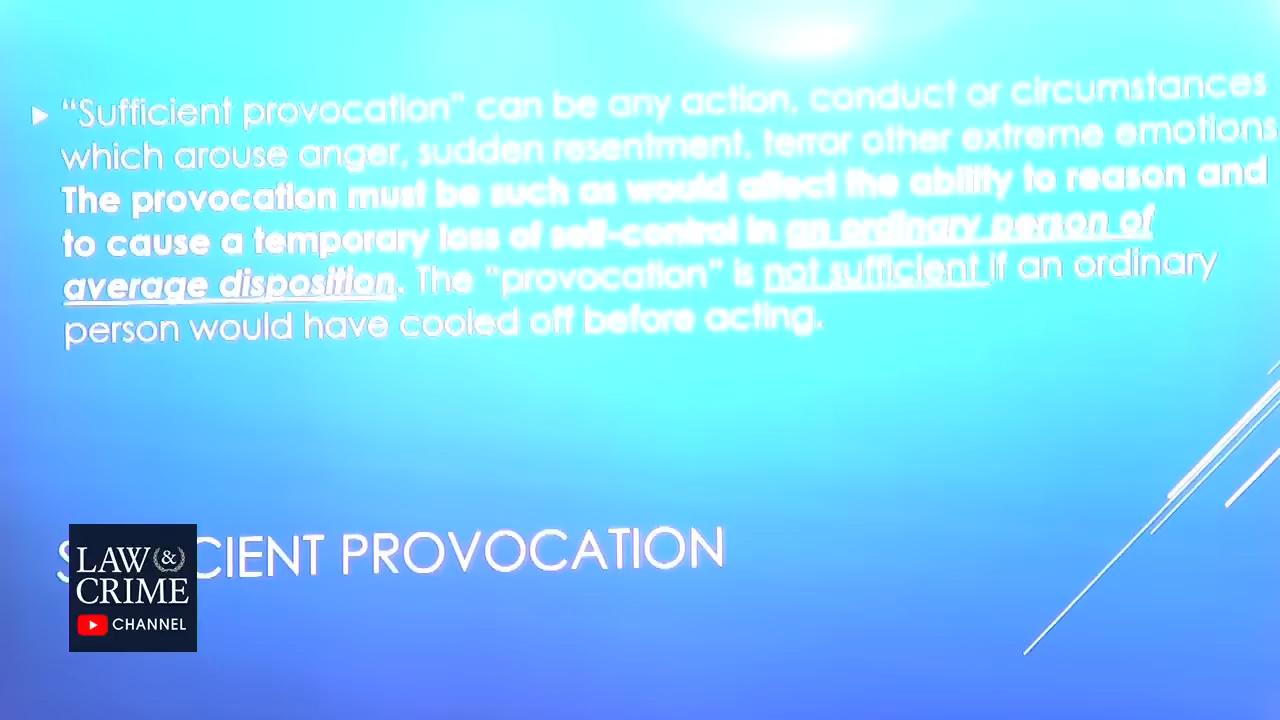 “Sufficient provocation” can be any action, conduct or circumstances
which arouse anger, sudden resentment, terror other extreme emotions.
The provocation must be such as would affect the ability to reason and
to cause a temporary loss of self-control in an ordinary person of
average disposition. The “provocation” is not sufficient if an ordinary
person would have cooled off before acting.
S CIENT PROVOCATION
LAW &
CRIME
CHANNEL